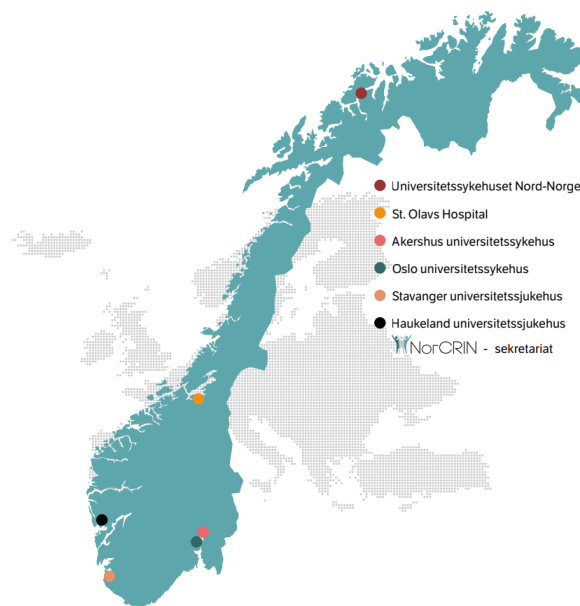 Universitetssykehuset Nord-Norge
St. Olavs Hospital
Akershus universitetssykehus
Oslo universitetssykehus
Stavanger universitetssjukehus
Haukeland universitetssjukehus
NorCRIN - sekretariat